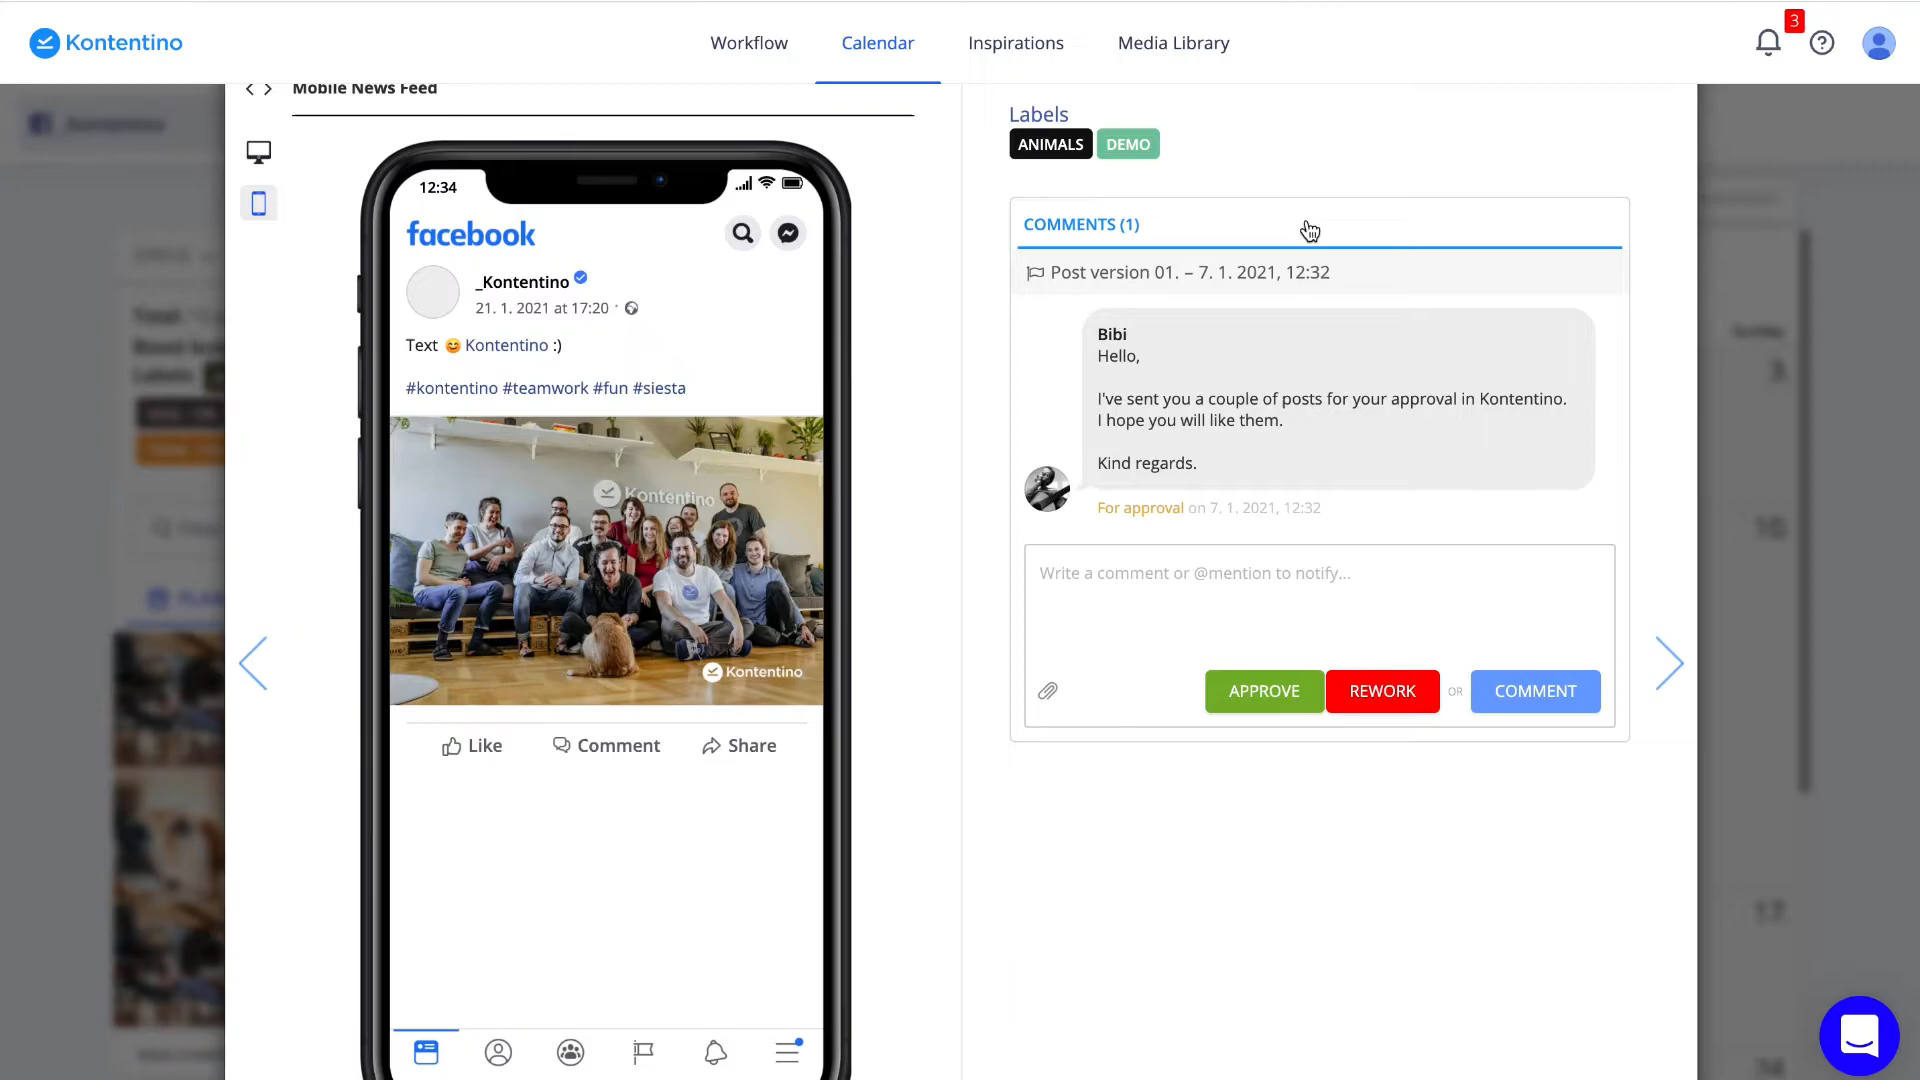 Kontentino
Workflow
Calendar
Inspirations
Media Library
3
Mobile News Feed
12:34
facebook
_Kontentino
21. 1. 2021 at 17:20
Text 😊 Kontentino :)
#kontentino #teamwork #fun #siesta
Kontentino
Kontentino
Like
Comment
Share
Labels
ANIMALS
DEMO
COMMENTS (1)
Post version 01. – 7. 1. 2021, 12:32
Bibi
Hello,
I've sent you a couple of posts for your approval in Kontentino.
I hope you will like them.
Kind regards.
For approval on 7. 1. 2021, 12:32
Write a comment or @mention to notify...
APPROVE
REWORK
OR
COMMENT
Sunday
3
10
17